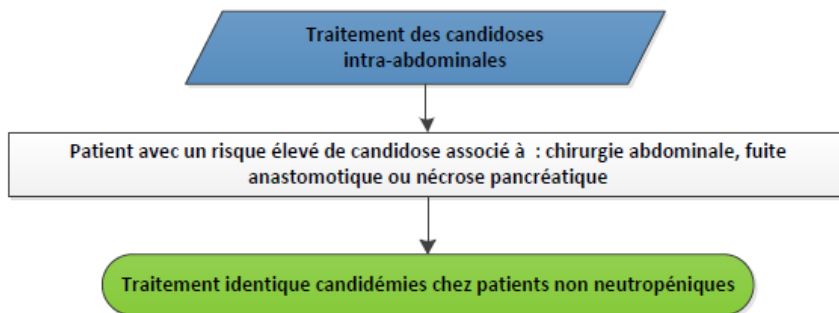 Traitement des candidoses
intra-abdominales
Patient avec un risque élevé de candidose associé à  : chirurgie abdominale, fuite
anastomotique ou nécrose pancréatique
Traitement identique candidémies chez patients non neutropéniques